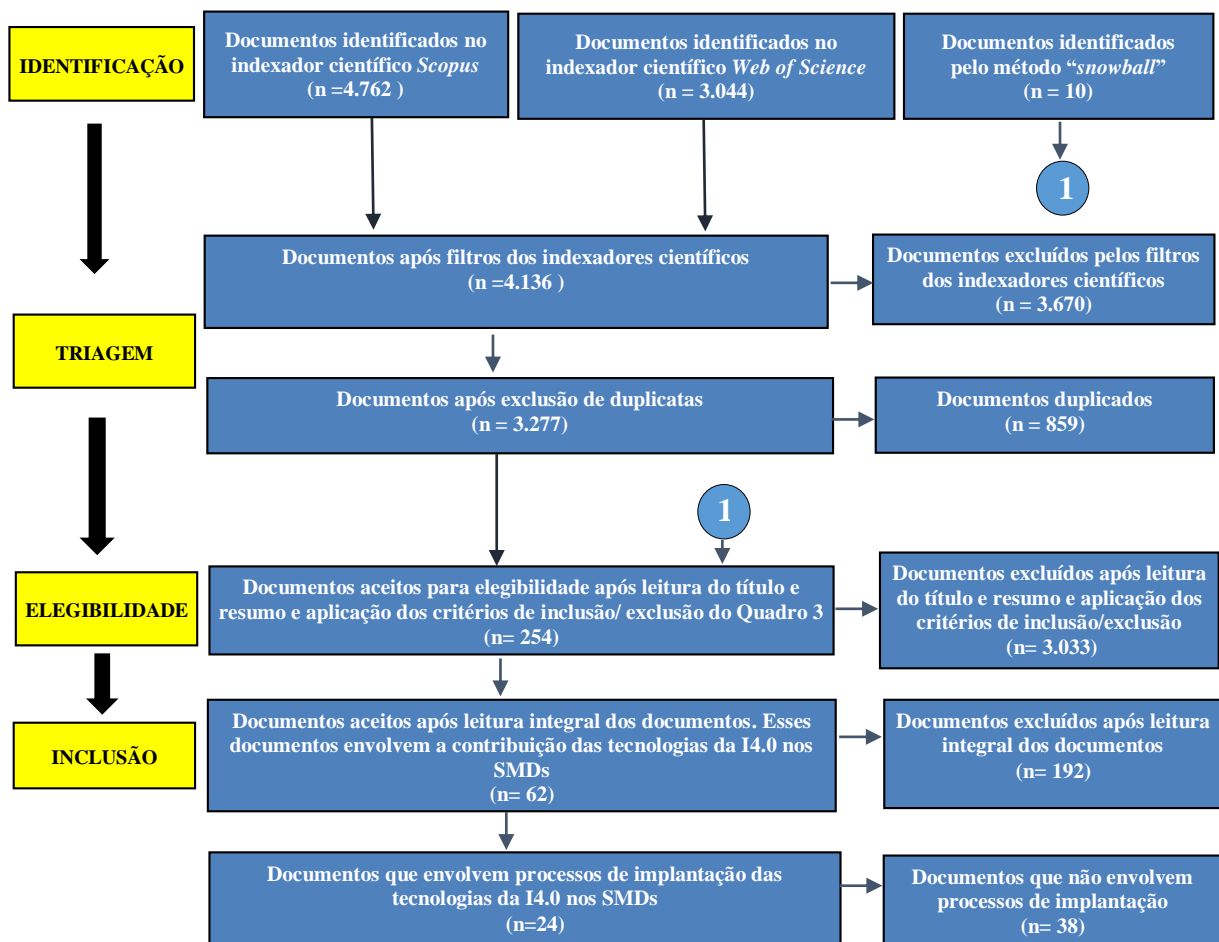 IDENTIFICAÇÃO
Documentos identificados no
indexador científico Scopus
(n =4.762 )
Documentos identificados no
indexador científico Web of Science
(n = 3.044
Documentos identificados
pelo método “snowball”
(n = 10)
1
Documentos após filtros dos indexadores científicos
(n =4.136 )
Documentos excluídos pelos filtros
dos indexadores científicos
(n = 3.670)
TRIAGEM
Documentos após exclusão de duplicatas
(n = 3.277)
Documentos duplicados
(n = 859)
1
ELEGIBILIDADE
Documentos aceitos para elegibilidade após leitura do título e
resumo e aplicação dos critérios de inclusão/ exclusão do Quadro 3
(n= 254)
Documentos excluídos após leitura
do título e resumo e aplicação dos
critérios de inclusão/exclusão
(n= 3.033)
INCLUSÃO
Documentos aceitos após leitura integral dos documentos. Esses
documentos envolvem a contribuição das tecnologias da I4.0 nos
SMDs
(n= 62)
Documentos excluídos após leitura
integral dos documentos
(n= 192)
Documentos que envolvem processos de implantação das
tecnologias da I4.0 nos SMDs
(n=24)
Documentos que não envolvem
processos de implantação
(n= 38)